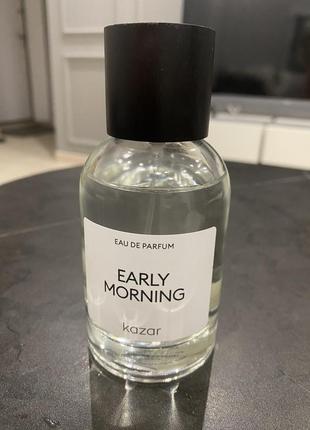 EAU DE PARFUM
EARLY
MORNING
kazar